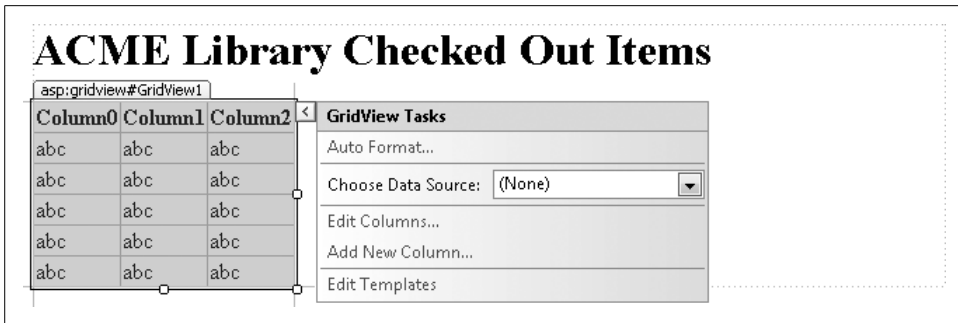 ACME Library Checked Out Items
asp:gridview#GridView1
Column0 Column1 Column2
abc abc abc
abc abc abc
abc abc abc
abc abc abc
abc abc abc
GridView Tasks
Auto Format...
Choose Data Source: (None)
Edit Columns...
Add New Column...
Edit Templates